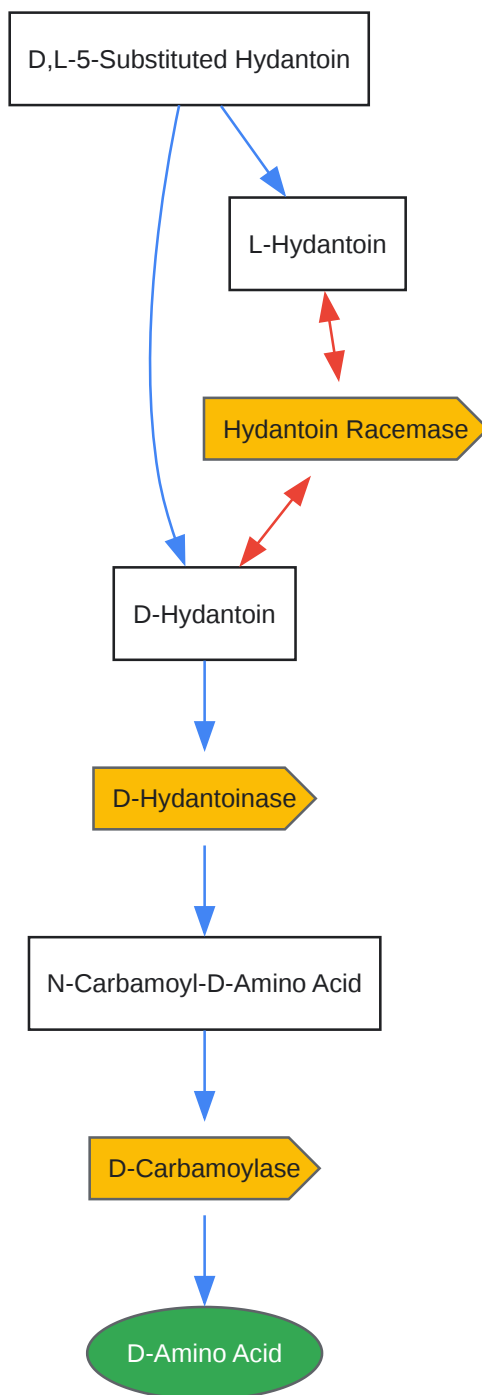 D,L-5-Substituted Hydantoin
L-Hydantoin
Hydantoin Racemase
D-Hydantoin
D-Hydantoinase
N-Carbamoyl-D-Amino Acid
D-Carbamoylase
D-Amino Acid